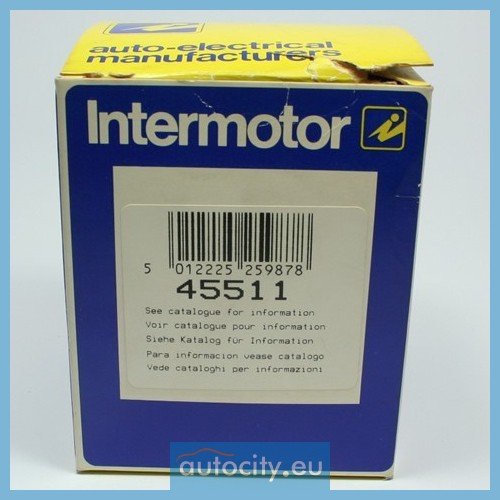 auto-electrical
manufacturers
Intermotor
5 012225 259878
45511
See catalogue for information
Voir catalogue pour information
Siehe Katalog für Information
Para informacion vease catalogo
Vede cataloghi per informazioni
autocity.eu